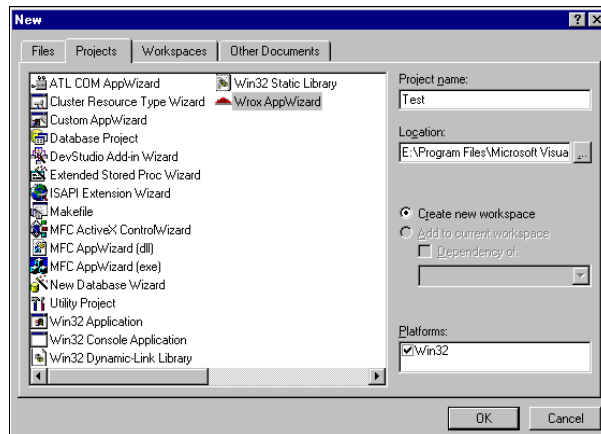 New
Files Projects Workspaces Other Documents
ATL COM AppWizard
Cluster Resource Type Wizard
Custom AppWizard
Database Project
DevStudio Add-in Wizard
Extended Stored Proc Wizard
ISAPI Extension Wizard
Makefile
MFC ActiveX ControlWizard
MFC AppWizard (dll)
MFC AppWizard (exe)
New Database Wizard
Utility Project
Win32 Application
Win32 Console Application
Win32 Dynamic-Link Library
Win32 Static Library
Wrox AppWizard
Project name:
Test
Location:
E:\Program Files\Microsoft Visua
...
Create new workspace
Add to current workspace
Dependency of:
Platforms:
Win32
OK Cancel